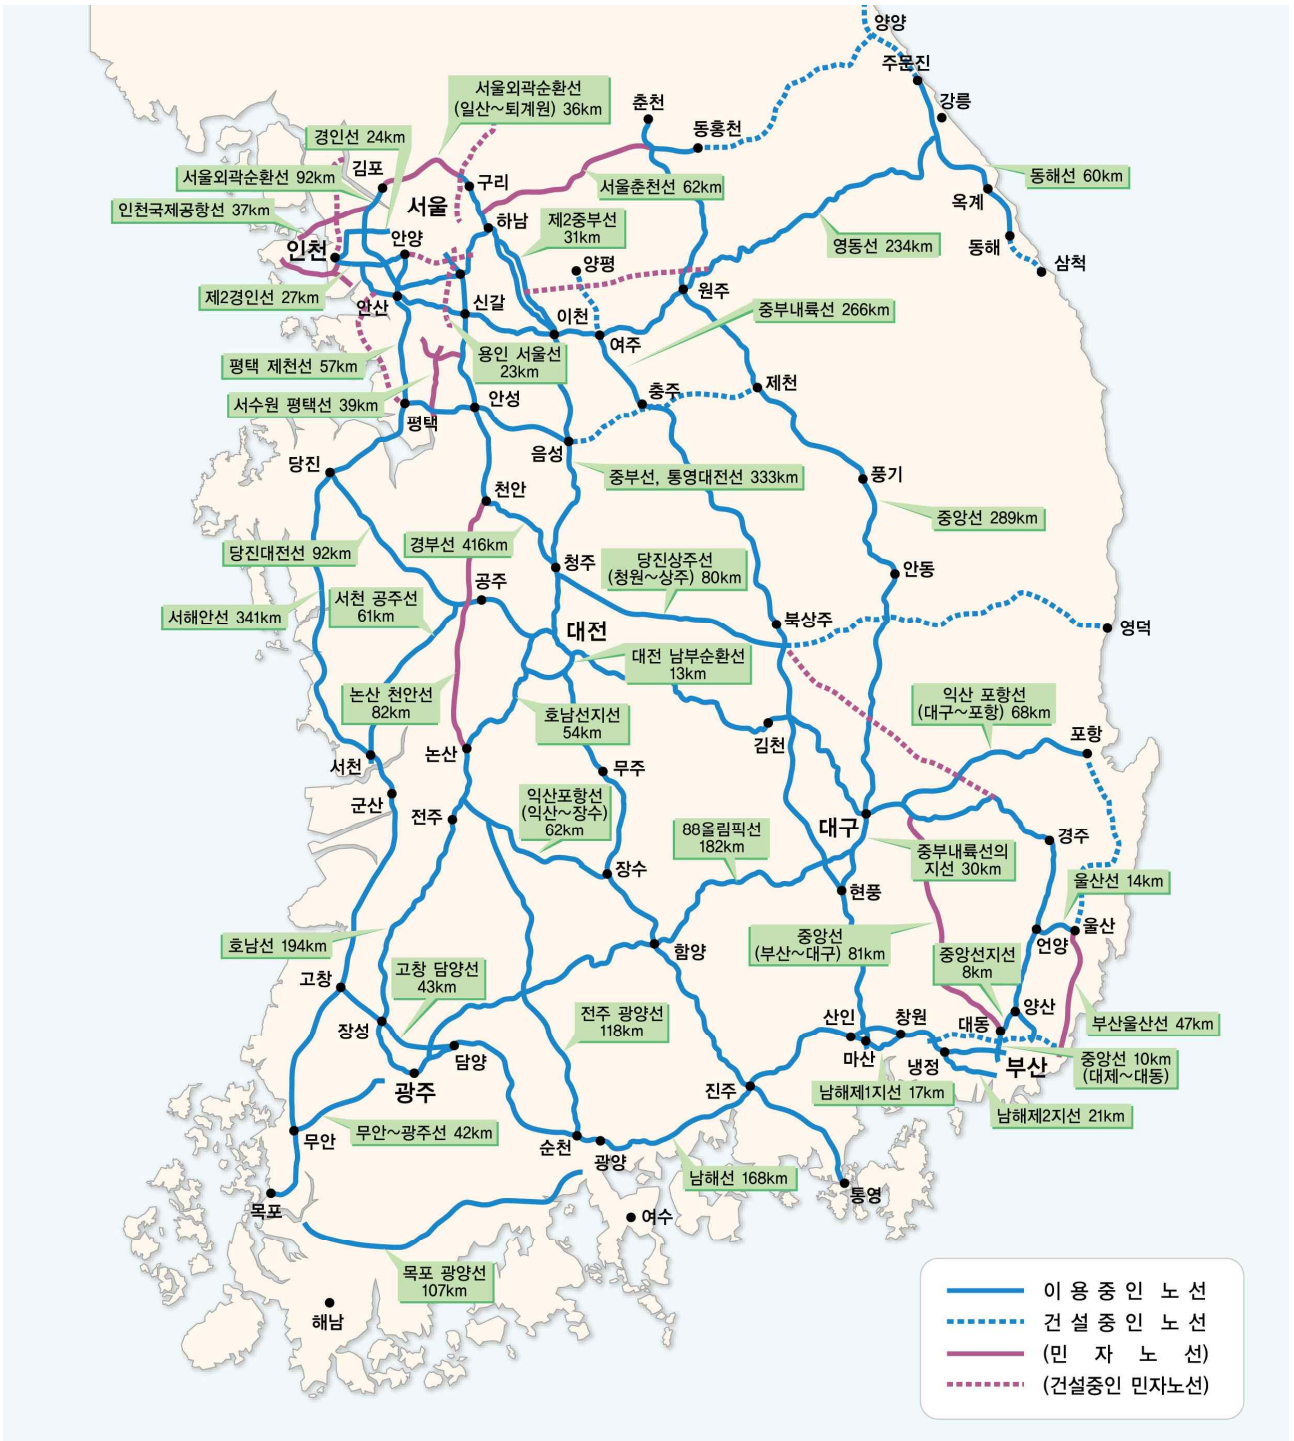 양양
주문진
강릉
서울외곽순환선
(일산~퇴계원) 36km
춘천
동홍천
경인선 24km
김포
서울외곽순환선 92km
구리
서울춘천선 62km
동해선 60km
인천국제공항선 37km
서울
하남
제2중부선
31km
옥계
인천
안양
양평
영동선 234km
동해
삼척
제2경인선 27km
안산
신갈
이천
여주
원주
중부내륙선 266km
평택 제천선 57km
용인 서울선
23km
서수원 평택선 39km
안성
충주
제천
평택
음성
당진
중부선, 통영대전선 333km
풍기
천안
중앙선 289km
당진대전선 92km
경부선 416km
청주
당진상주선
(청원~상주) 80km
안동
공주
서천 공주선
61km
서해안선 341km
대전
북상주
영덕
대전 남부순환선
13km
논산 천안선
82km
호남선지선
54km
익산 포항선
(대구~포항) 68km
포항
논산
김천
서천
무주
군산
전주
익산포항선
(익산~장수)
62km
88올림픽선
182km
대구
중부내륙선의
지선 30km
경주
장수
현풍
울산선 14km
호남선 194km
함양
중앙선
(부산~대구) 81km
울산
언양
고창
고창 담양선
43km
중앙선지선
8km
전주 광양선
118km
장성
담양
산인
창원
대동
양산
부산울산선 47km
마산
냉정
부산
중앙선 10km
(대제~대동)
광주
진주
남해제1지선 17km
남해제2지선 21km
무안
무안~광주선 42km
순천
광양
남해선 168km
통영
목포
여수
목포 광양선
107km
해남
이용중인 노선
건설중인 노선
(민자노선)
(건설중인 민자노선)